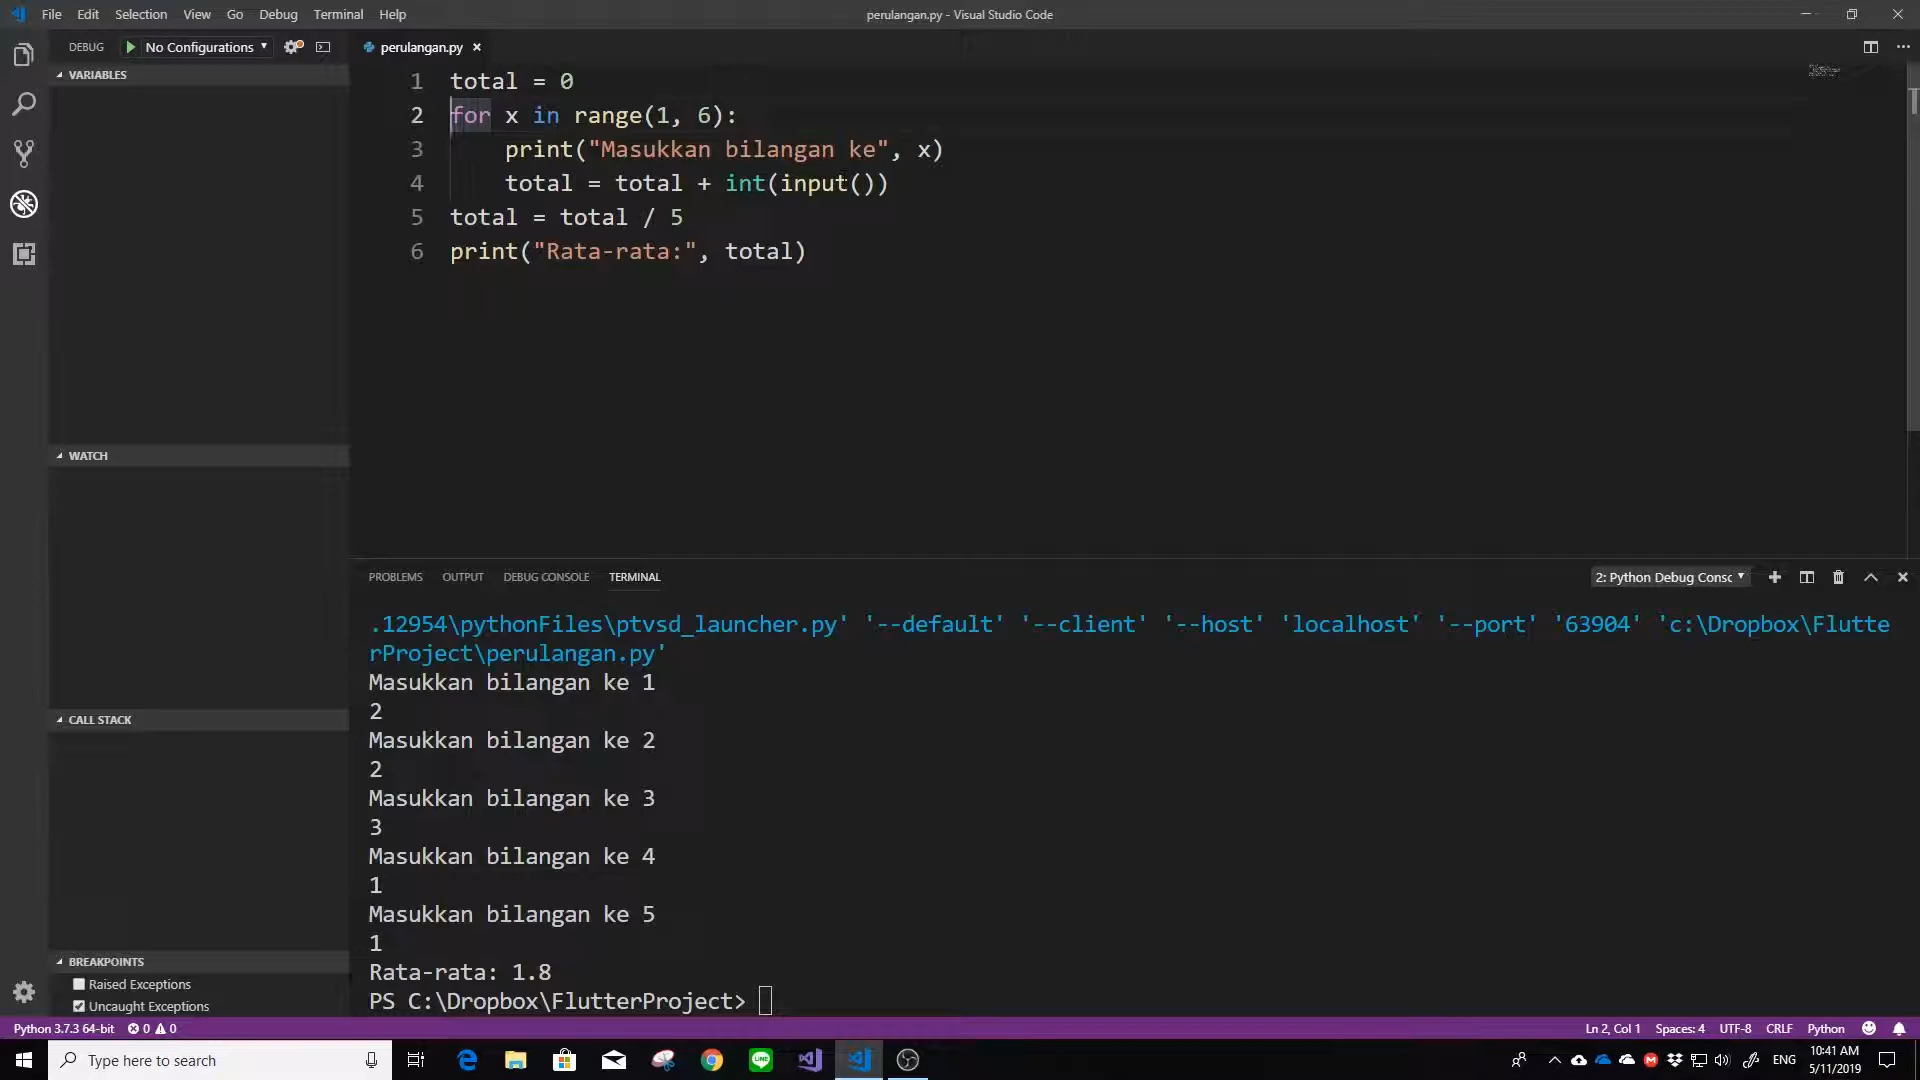 File Edit Selection View Go Debug Terminal Help
perulangan.py - Visual Studio Code
DEBUG No Configurations
perulangan.py
VARIABLES
1 total = 0
2 for x in range(1, 6):
3 print("Masukkan bilangan ke", x)
4 total = total + int(input())
5 total = total / 5
6 print("Rata-rata:", total)
WATCH
CALL STACK
BREAKPOINTS
Raised Exceptions
Uncaught Exceptions
PROBLEMS OUTPUT DEBUG CONSOLE TERMINAL
2: Python Debug Consc
.12954\pythonFiles\ptvsd_launcher.py' '--default' '--client' '--host' 'localhost' '--port' '63904' 'c:\Dropbox\Flutte
rProject\perulangan.py'
Masukkan bilangan ke 1
2
Masukkan bilangan ke 2
2
Masukkan bilangan ke 3
3
Masukkan bilangan ke 4
1
Masukkan bilangan ke 5
1
Rata-rata: 1.8
PS C:\Dropbox\FlutterProject>
Python 3.7.3 64-bit 0 0
Ln 2, Col 1 Spaces: 4 UTF-8 CRLF Python
Type here to search
LINE
ENG
10:41 AM
5/11/2019